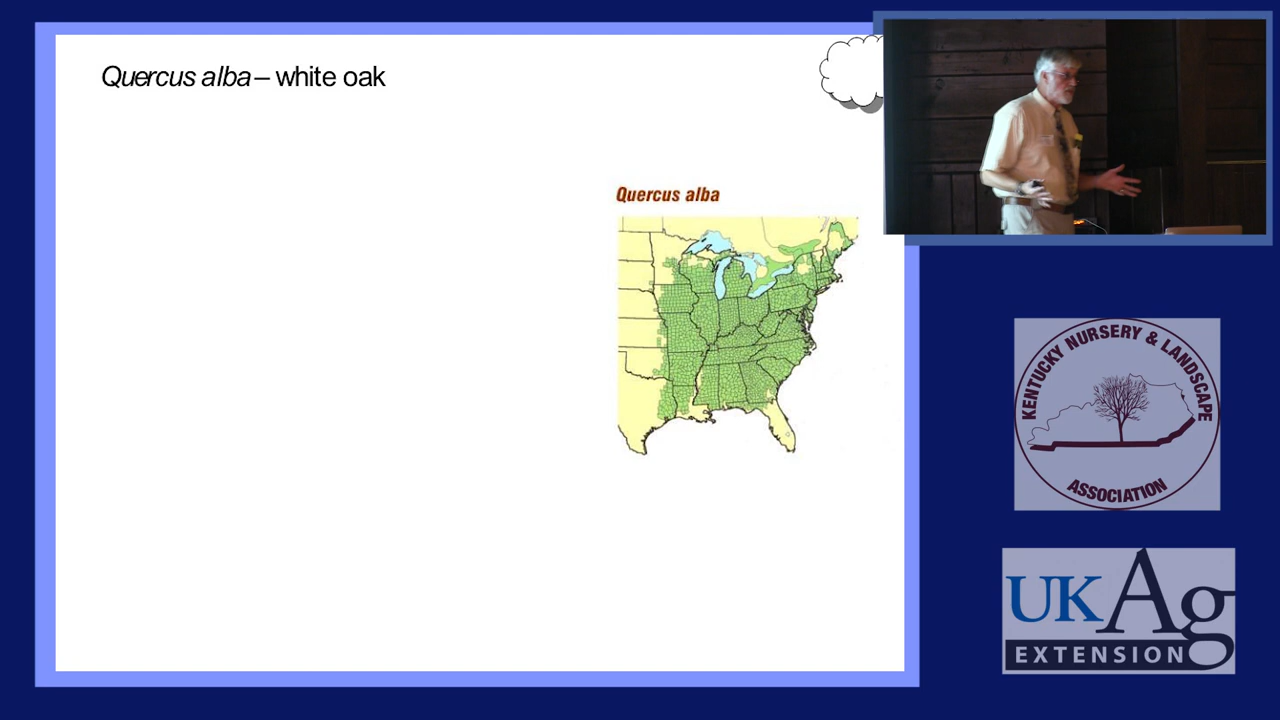 Quercus alba – white oak
Quercus alba
KENTUCKY NURSERY & LANDSCAPE
ASSOCIATION
UKAg
EXTENSION